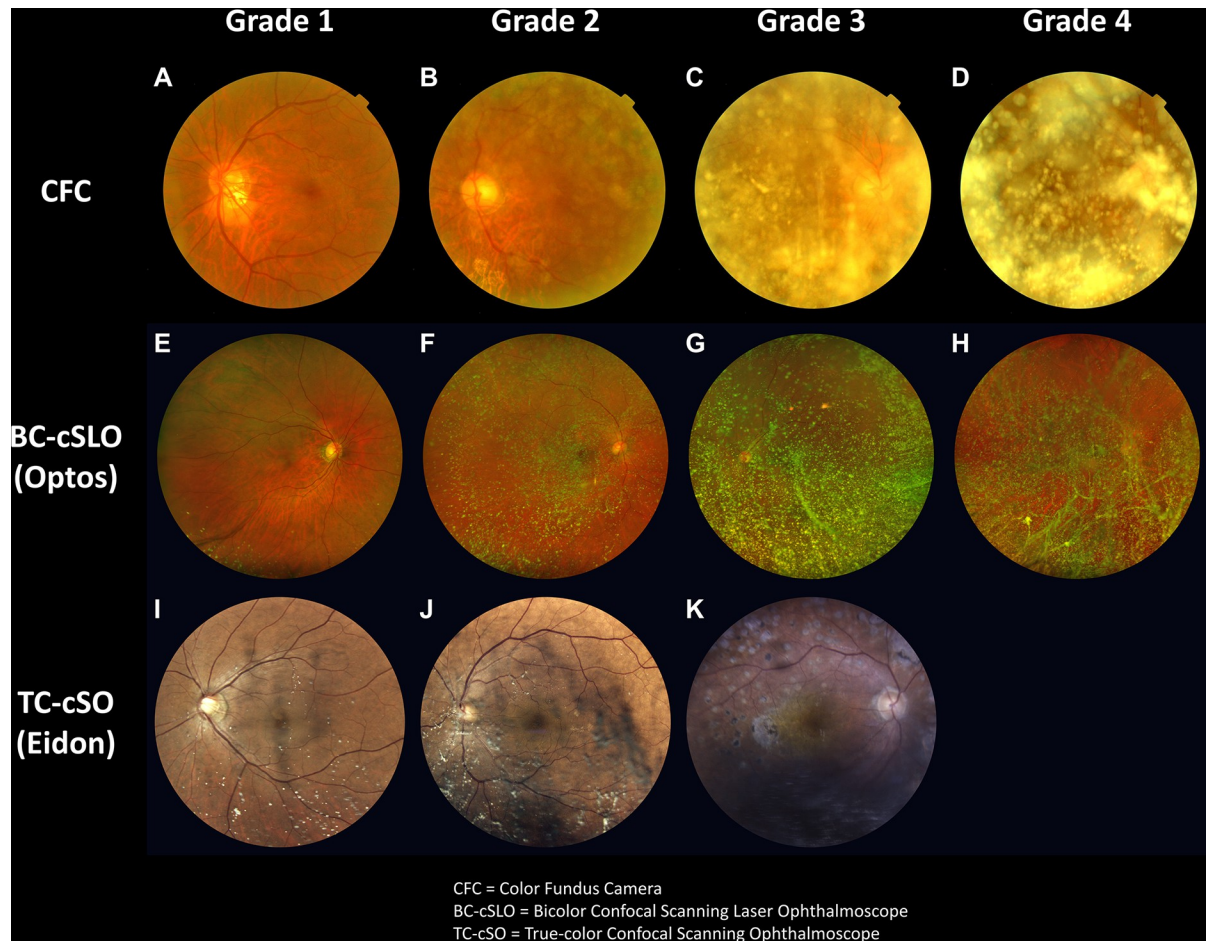 Grade 1 Grade 2 Grade 3 Grade 4
A B C D
CFC
E F G H
BC-cSLO
(Optos)
I J K
TC-cSO
(Eidon)
CFC = Color Fundus Camera
BC-cSLO = Bicolor Confocal Scanning Laser Ophthalmoscope
TC-cSO = True-color Confocal Scanning Ophthalmoscope